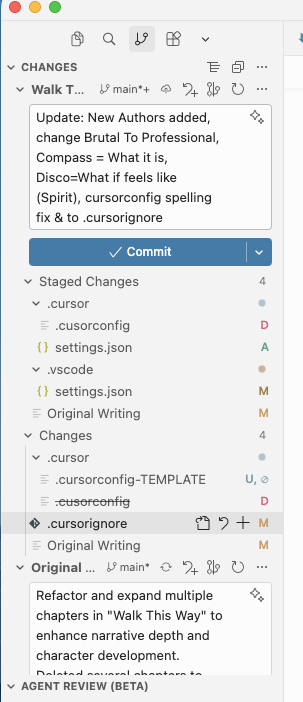 CHANGES
Walk T... main*+
Update: New Authors added,
change Brutal To Professional,
Compass = What it is,
Disco=What if feels like
(Spirit), cursorconfig spelling
fix & to .cursorignore
Commit
Staged Changes 4
.cursor
.cusorconfig D
settings.json A
.vscode
settings.json M
Original Writing M
Changes 4
.cursor
.cursorconfig-TEMPLATE U,
.cusorconfig D
.cursorignore M
Original Writing M
Original ... main*
Refactor and expand multiple
chapters in "Walk This Way" to
enhance narrative depth and
character development.
Deleted several chapters to
AGENT REVIEW (BETA)